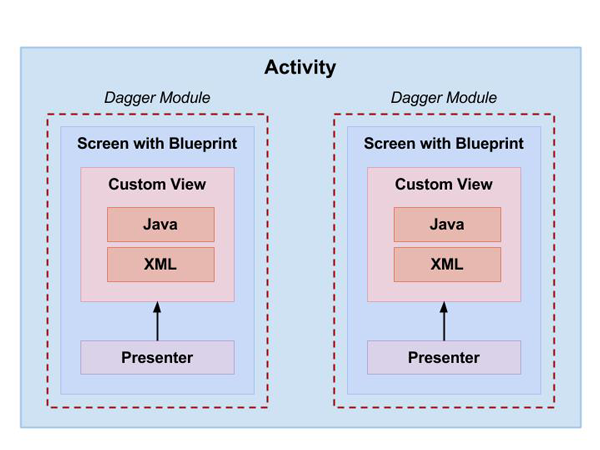 Activity
Dagger Module
Screen with Blueprint
Custom View
Java
XML
Presenter
Dagger Module
Screen with Blueprint
Custom View
Java
XML
Presenter